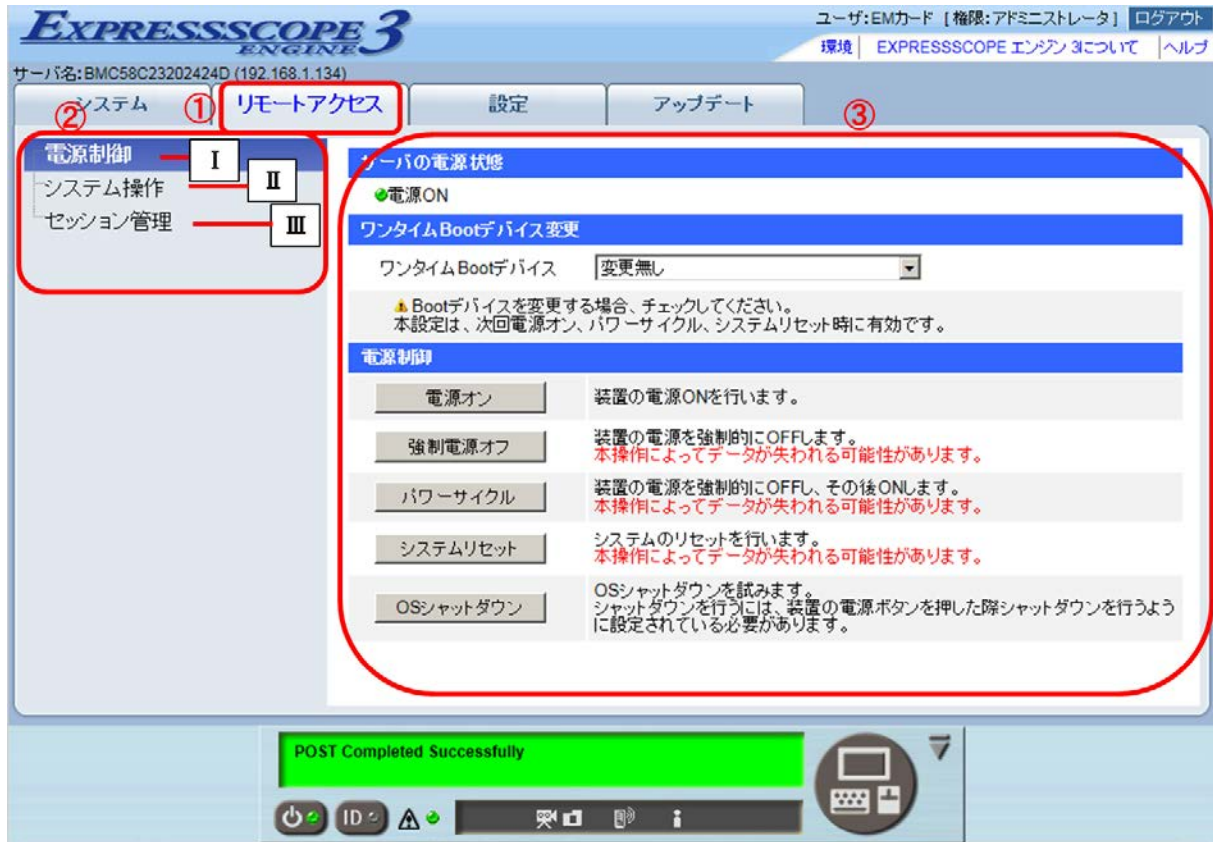 EXPRESSSCOPE
ENGINE 3
ユーザ:EMカード [権限:アドミニストレータ] ログアウト
環境 EXPRESSSCOPE エンジン 3について ヘルプ
サーバ名:BMC58C23202424D (192.168.1.134)
システム ① リモートアクセス 設定 アップデート
② ③
電源制御 Ⅰ
システム操作 Ⅱ
セッション管理 Ⅲ
サーバの電源状態
電源ON
ワンタイムBootデバイス変更
ワンタイムBootデバイス 変更無し
Bootデバイスを変更する場合、チェックしてください。
本設定は、次回電源オン、パワーサイクル、システムリセット時に有効です。
電源制御
電源オン 装置の電源ONを行います。
強制電源オフ 装置の電源を強制的にOFFします。
本操作によってデータが失われる可能性があります。
パワーサイクル 装置の電源を強制的にOFFし、その後ONします。
本操作によってデータが失われる可能性があります。
システムリセット システムのリセットを行います。
本操作によってデータが失われる可能性があります。
OSシャットダウン OSシャットダウンを試みます。
シャットダウンを行うには、装置の電源ボタンを押した際シャットダウンを行うよう
に設定されている必要があります。
POST Completed Successfully
ID